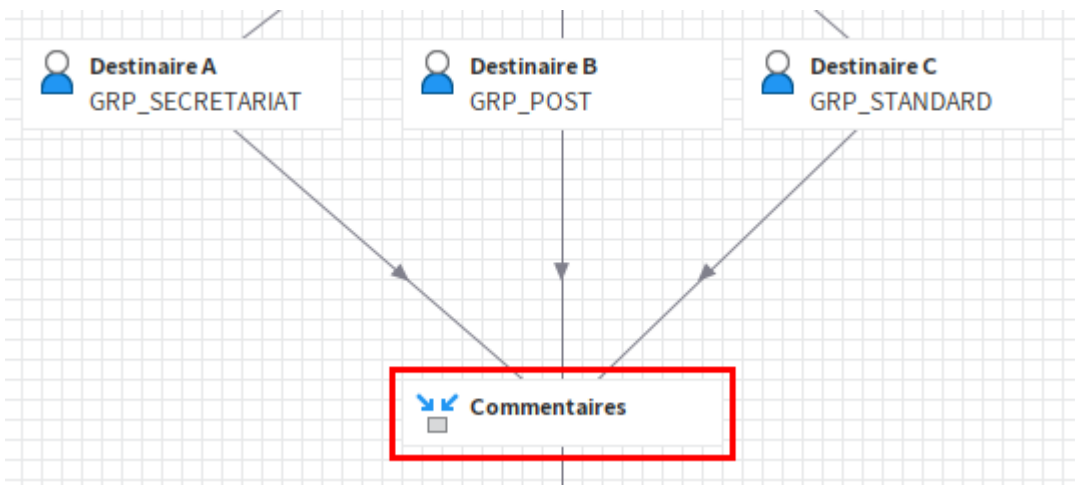 Destinaire A
GRP_SECRETARIAT
Destinaire B
GRP_POST
Destinaire C
GRP_STANDARD
Commentaires